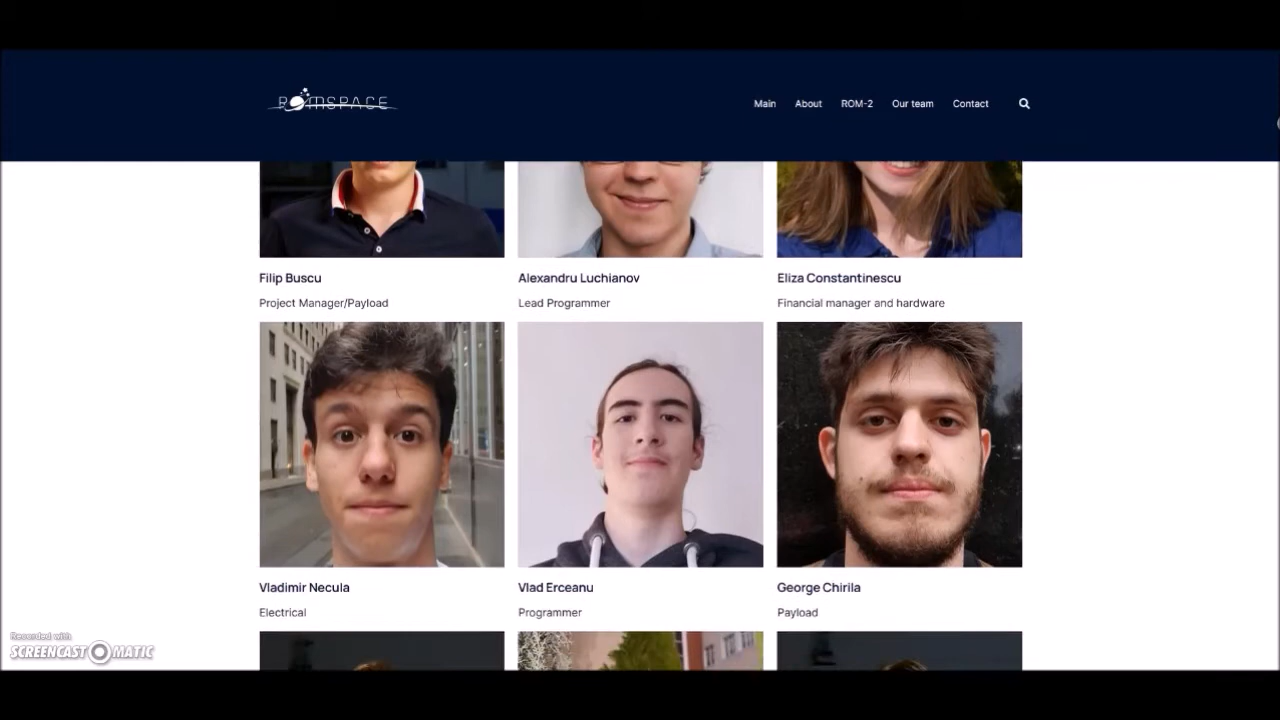 ROMSPACE
Main About ROM-2 Our team Contact
Filip Buscu Alexandru Luchianov Eliza Constantinescu
Project Manager/Payload Lead Programmer Financial manager and hardware
Vladimir Necula Vlad Erceanu George Chirila
Electrical Programmer Payload
Recorded with
SCREENCAST-O-MATIC